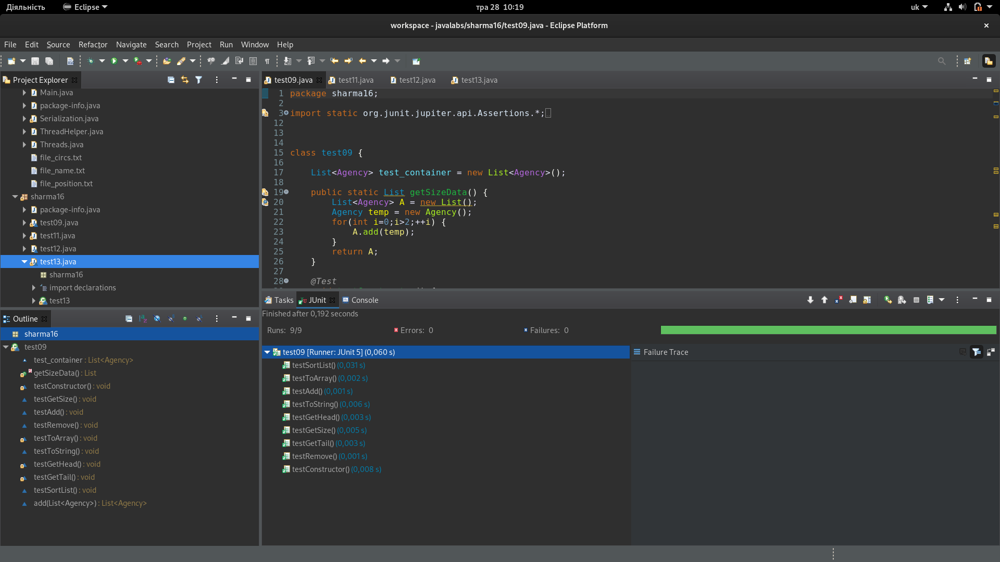 Діяльність Eclipse тра 28 10:19 uk
workspace - javalabs/sharma16/test09.java - Eclipse Platform
File Edit Source Refactor Navigate Search Project Run Window Help
Project Explorer
Main.java
package-info.java
Serialization.java
ThreadHelper.java
Threads.java
file_circs.txt
file_name.txt
file_position.txt
sharma16
package-info.java
test09.java
test11.java
test12.java
test13.java
sharma16
import declarations
test13
Outline
sharma16
test09
test_container : List<Agency>
getSizeData() : List
testConstructor() : void
testGetSize() : void
testAdd() : void
testRemove() : void
testToArray() : void
testToString() : void
testGetHead() : void
testGetTail() : void
testSortList() : void
add(List<Agency>) : List<Agency>
test09.java test11.java test12.java test13.java
1 package sharma16;
2
3 import static org.junit.jupiter.api.Assertions.*;
12
13
14
15 class test09 {
16
17 List<Agency> test_container = new List<Agency>();
18
19 public static List getSizeData() {
20 List<Agency> A = new List();
21 Agency temp = new Agency();
22 for(int i=0;i>2;++i) {
23 A.add(temp);
24 }
25 return A;
26 }
27
28 @Test
Tasks JUnit Console
Finished after 0,192 seconds
Runs: 9/9 Errors: 0 Failures: 0
test09 [Runner: JUnit 5] (0,060 s)
testSortList() (0,031 s)
testToArray() (0,002 s)
testAdd() (0,001 s)
testToString() (0,006 s)
testGetHead() (0,003 s)
testGetSize() (0,005 s)
testGetTail() (0,003 s)
testRemove() (0,001 s)
testConstructor() (0,008 s)
Failure Trace